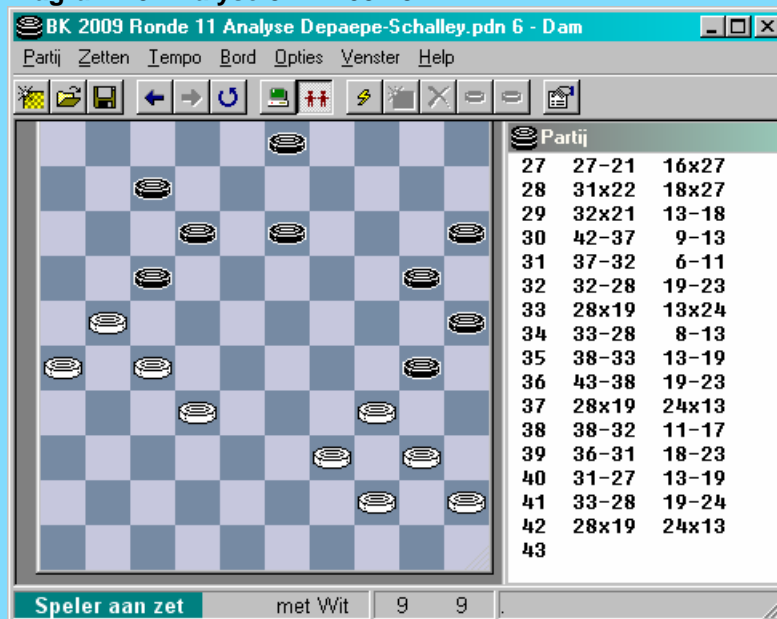 BK 2009 Ronde 11 Analyse Depaepe-Schalley.pdn 6 - Dam
Partij Zetten Tempo Bord Opties Venster Help
Partij
27 27-21 16x27
28 31x22 18x27
29 32x21 13-18
30 42-37 9-13
31 37-32 6-11
32 32-28 19-23
33 28x19 13x24
34 33-28 8-13
35 38-33 13-19
36 43-38 19-23
37 28x19 24x13
38 38-32 11-17
39 36-31 18-23
40 31-27 13-19
41 33-28 19-24
42 28x19 24x13
43
Speler aan zet met Wit 9 9 .